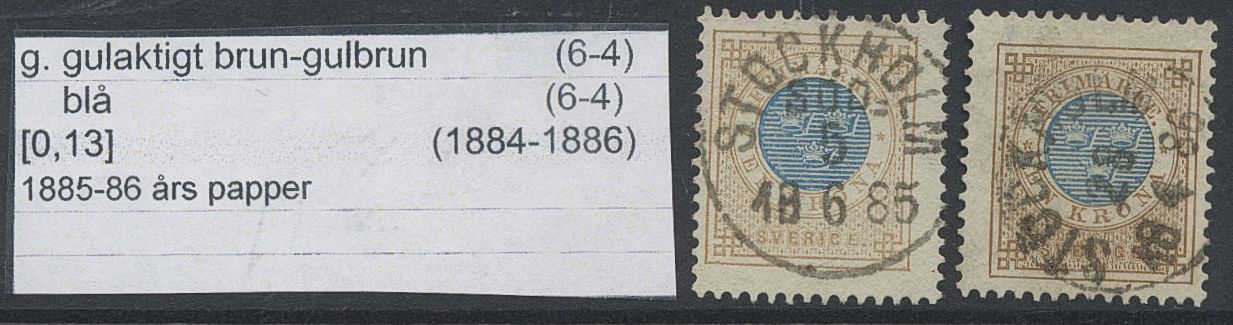 g. gulaktigt brun-gulbrun (6-4)
blå (6-4)
[0,13] (1884-1886)
1885-86 års papper
STOCKHOLM
5
18 6 85
EN KRONA
SVERIGE.
FRIMÄRKE.
KRONA